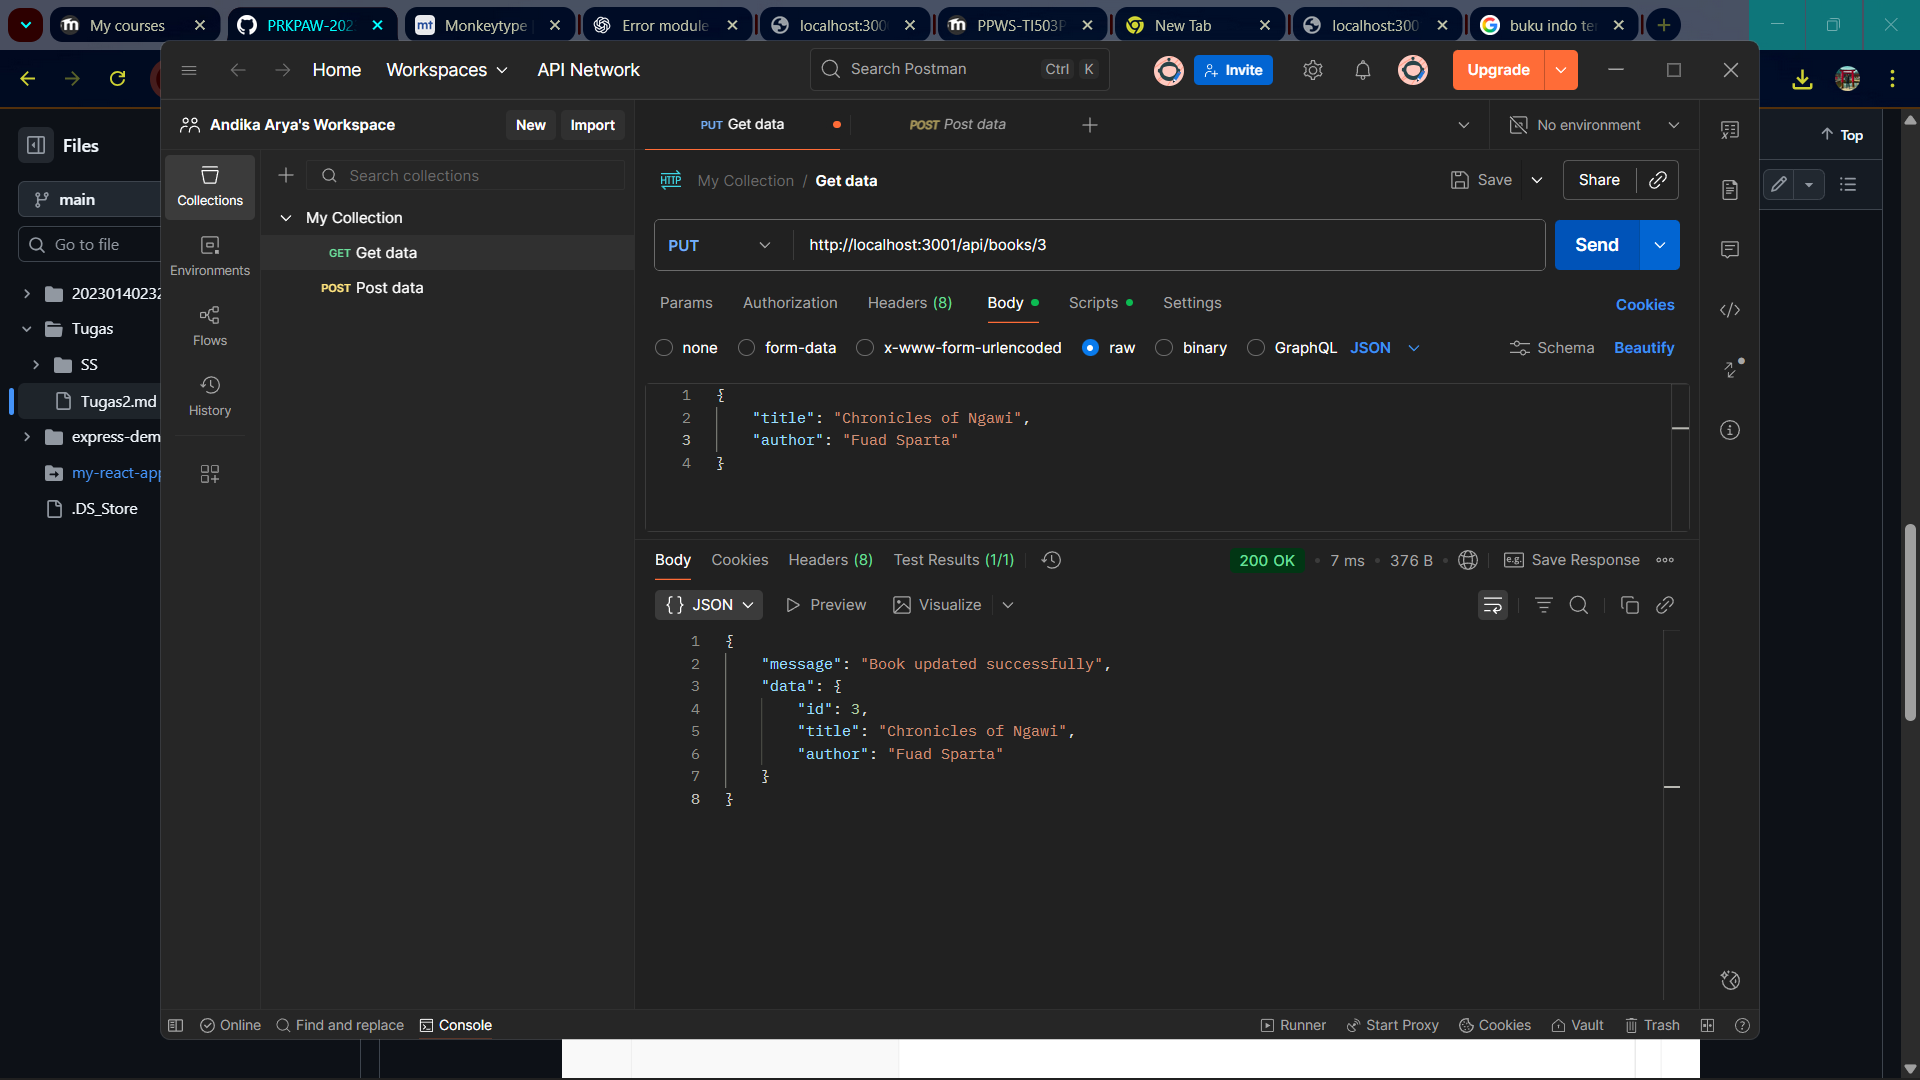 My courses
PRKPAW-202
Monkeytype
Error module
localhost:300
PPWS-TI503P
New Tab
localhost:300
buku indo te
Home
Workspaces
API Network
Search Postman
Ctrl K
Invite
Upgrade
Andika Arya's Workspace
New
Import
PUT Get data
POST Post data
No environment
Files
main
Go to file
20230140232
Tugas
SS
Tugas2.md
express-dem
my-react-app
.DS_Store
Top
Collections
Environments
Flows
History
Search collections
My Collection
GET Get data
POST Post data
HTTP
My Collection / Get data
Save
Share
PUT
http://localhost:3001/api/books/3
Send
Params
Authorization
Headers (8)
Body
Scripts
Settings
Cookies
none
form-data
x-www-form-urlencoded
raw
binary
GraphQL
JSON
Schema
Beautify
1 {
2 "title": "Chronicles of Ngawi",
3 "author": "Fuad Sparta"
4 }
Body
Cookies
Headers (8)
Test Results (1/1)
200 OK
7 ms
376 B
e.g. Save Response
{} JSON
Preview
Visualize
1 {
2 "message": "Book updated successfully",
3 "data": {
4 "id": 3,
5 "title": "Chronicles of Ngawi",
6 "author": "Fuad Sparta"
7 }
8 }
Online
Find and replace
Console
Runner
Start Proxy
Cookies
Vault
Trash